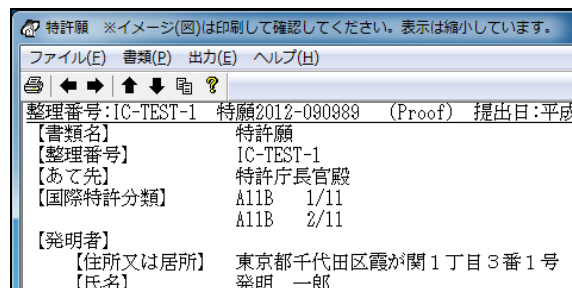 特許願 ※イメージ(図)は印刷して確認してください。表示は縮小しています。
ファイル(F) 書類(P) 出力(E) ヘルプ(H)
整理番号:IC-TEST-1 特願2012-090989 (Proof) 提出日:平成
【書類名】 特許願
【整理番号】 IC-TEST-1
【あて先】 特許庁長官殿
【国際特許分類】 A11B 1/11
A11B 2/11
【発明者】
【住所又は居所】 東京都千代田区霞が関1丁目3番1号
【氏名】 発明 一郎